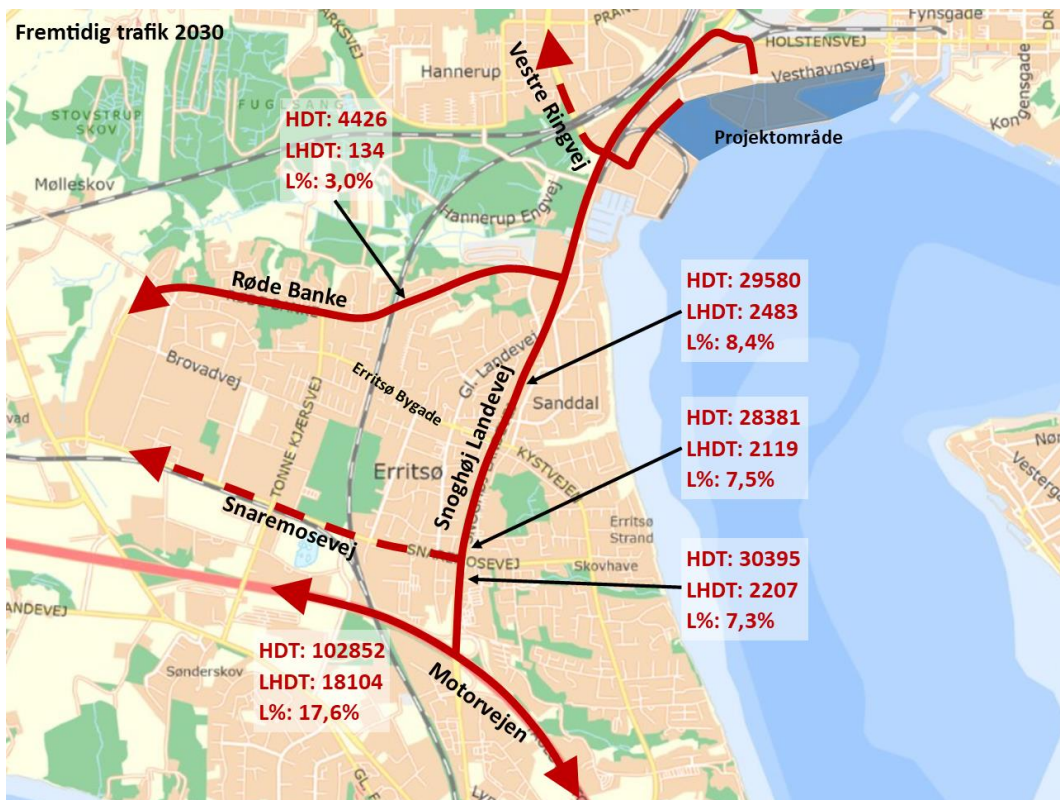 Fremtidig trafik 2030
Fynsgade
HOLSTENSVEJ
Hannerup
Vestre Ringvej
Vesthavnsvej
FUGLSANG
STOVSTRUP
SKOV
HDT: 4426
LHDT: 134
L%: 3,0%
Projektområde
Mølleskov
Hannerup Engvej
Røde Banke
HDT: 29580
LHDT: 2483
L%: 8,4%
Brovadvej
Erritsø Bygade
Gl. Landevej
Snoghøj Landevej
Sanddal
HDT: 28381
LHDT: 2119
L%: 7,5%
TONNE KJÆRSVEJ
Erritsø
KYSTVEJEN
Snaremosevej
Erritsø
Strand
Skovhave
HDT: 30395
LHDT: 2207
L%: 7,3%
ANDEVEJ
HDT: 102852
LHDT: 18104
L%: 17,6%
Sønderskov
Motorvejen